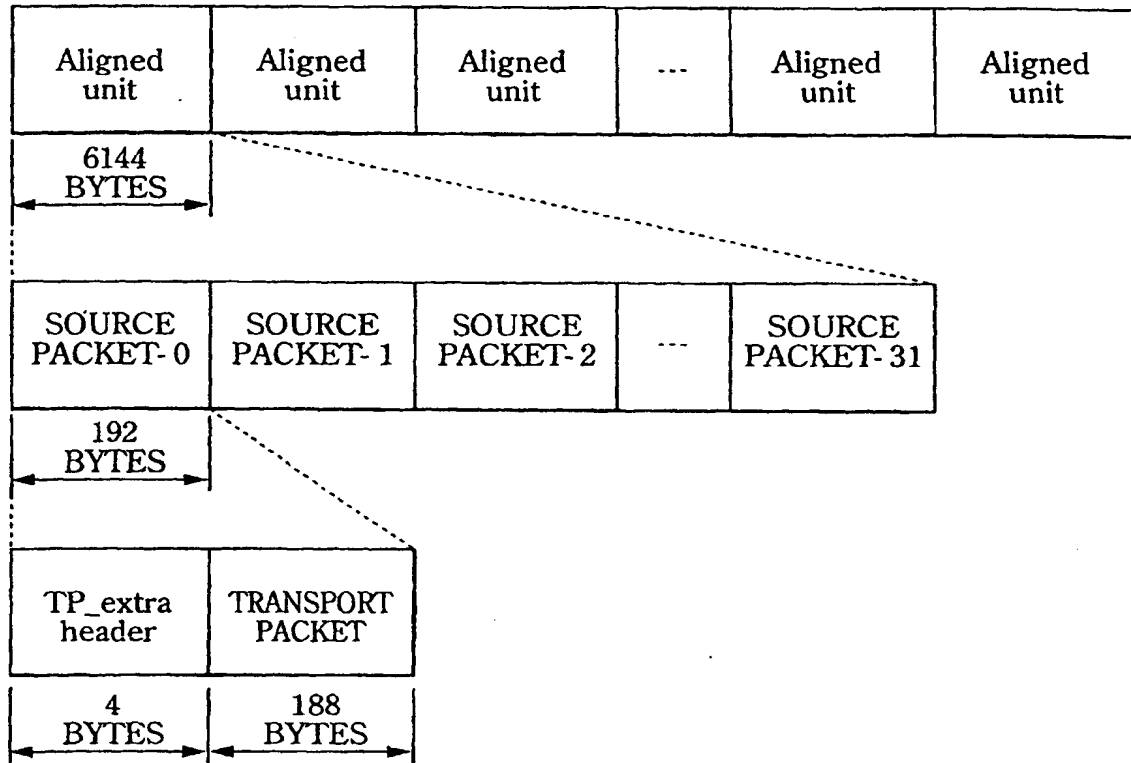 Aligned unit
Aligned unit
Aligned unit
---
Aligned unit
Aligned unit
6144 BYTES
SOURCE PACKET-0
SOURCE PACKET-1
SOURCE PACKET-2
---
SOURCE PACKET-31
192 BYTES
TP_extra header
TRANSPORT PACKET
4 BYTES
188 BYTES